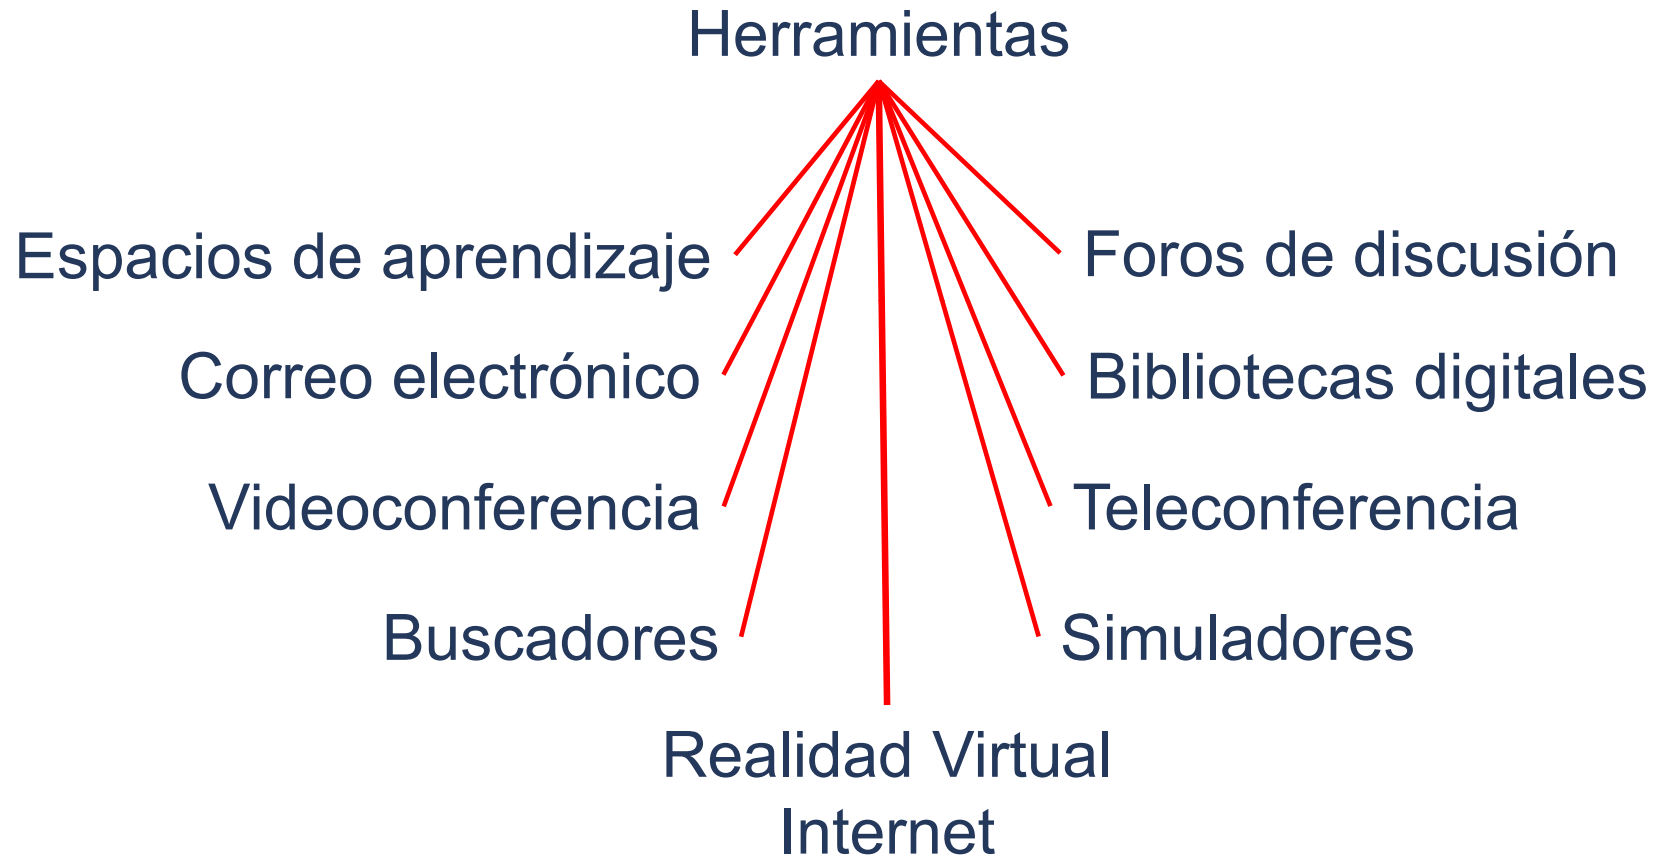 Herramientas
Espacios de aprendizaje
Foros de discusión
Correo electrónico
Bibliotecas digitales
Videoconferencia
Teleconferencia
Buscadores
Simuladores
Realidad Virtual
Internet